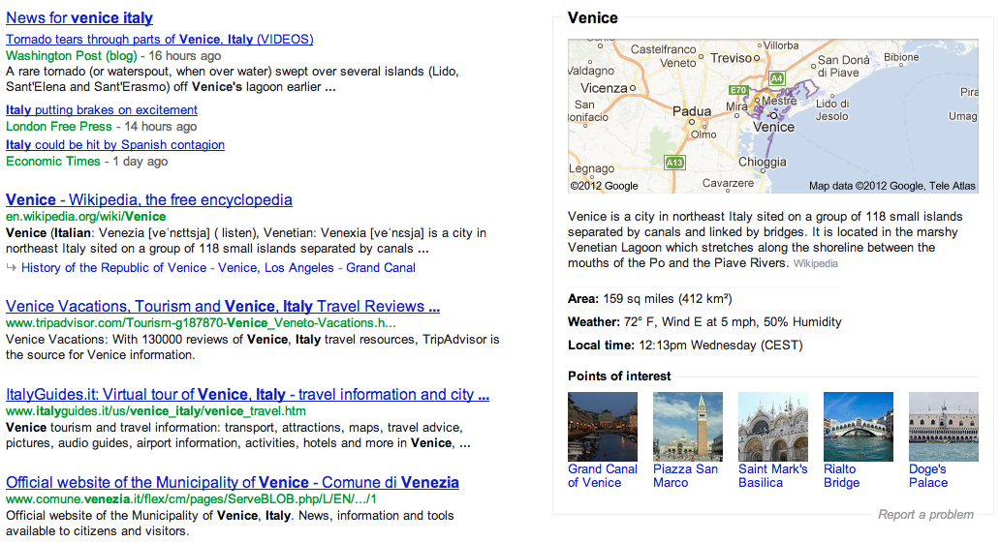 News for venice italy
Tornado tears through parts of Venice, Italy (VIDEOS)
Washington Post (blog) - 16 hours ago
A rare tornado (or waterspout, when over water) swept over several islands (Lido,
Sant'Elena and Sant'Erasmo) off Venice's lagoon earlier ...
Italy putting brakes on excitement
London Free Press - 14 hours ago
Italy could be hit by Spanish contagion
Economic Times - 1 day ago
Venice - Wikipedia, the free encyclopedia
en.wikipedia.org/wiki/Venice
Venice (Italian: Venezia [veˈnɛttsja] ( listen), Venetian: Venexia [veˈnɛsja] is a city in
northeast Italy sited on a group of 118 small islands separated by canals ...
↳ History of the Republic of Venice - Venice, Los Angeles - Grand Canal
Venice Vacations, Tourism and Venice, Italy Travel Reviews ...
www.tripadvisor.com/Tourism-g187870-Venice_Veneto-Vacations.h...
Venice Vacations: With 130000 reviews of Venice, Italy travel resources, TripAdvisor is
the source for Venice information.
ItalyGuides.it: Virtual tour of Venice, Italy - travel information and city ...
www.italyguides.it/us/venice_italy/venice_travel.htm
Venice tourism and travel information: transport, attractions, maps, travel advice,
pictures, audio guides, airport information, activities, hotels and more in Venice, ...
Official website of the Municipality of Venice - Comune di Venezia
www.comune.venezia.it/flex/cm/pages/ServeBLOB.php/L/EN/.../1
Official website of the Municipality of Venice, Italy. News, information and tools
available to citizens and visitors.
Venice
Castelfranco
Veneto
Villorba
Treviso
San Donà
di Piave
Bibione
Valdagno
Vicenza
A4
E70
San
Bonifacio
Padua
Mira
Mestre
Lido di
Jesolo
Pira
Umag
Venice
Olmo
A13
Chioggia
Legnago
Cavarzere
©2012 Google
Map data ©2012 Google, Tele Atlas
Venice is a city in northeast Italy sited on a group of 118 small islands
separated by canals and linked by bridges. It is located in the marshy
Venetian Lagoon which stretches along the shoreline between the
mouths of the Po and the Piave Rivers. Wikipedia
Area: 159 sq miles (412 km²)
Weather: 72° F, Wind E at 5 mph, 50% Humidity
Local time: 12:13pm Wednesday (CEST)
Points of interest
Grand Canal
of Venice
Piazza San
Marco
Saint Mark's
Basilica
Rialto
Bridge
Doge's
Palace
Report a problem